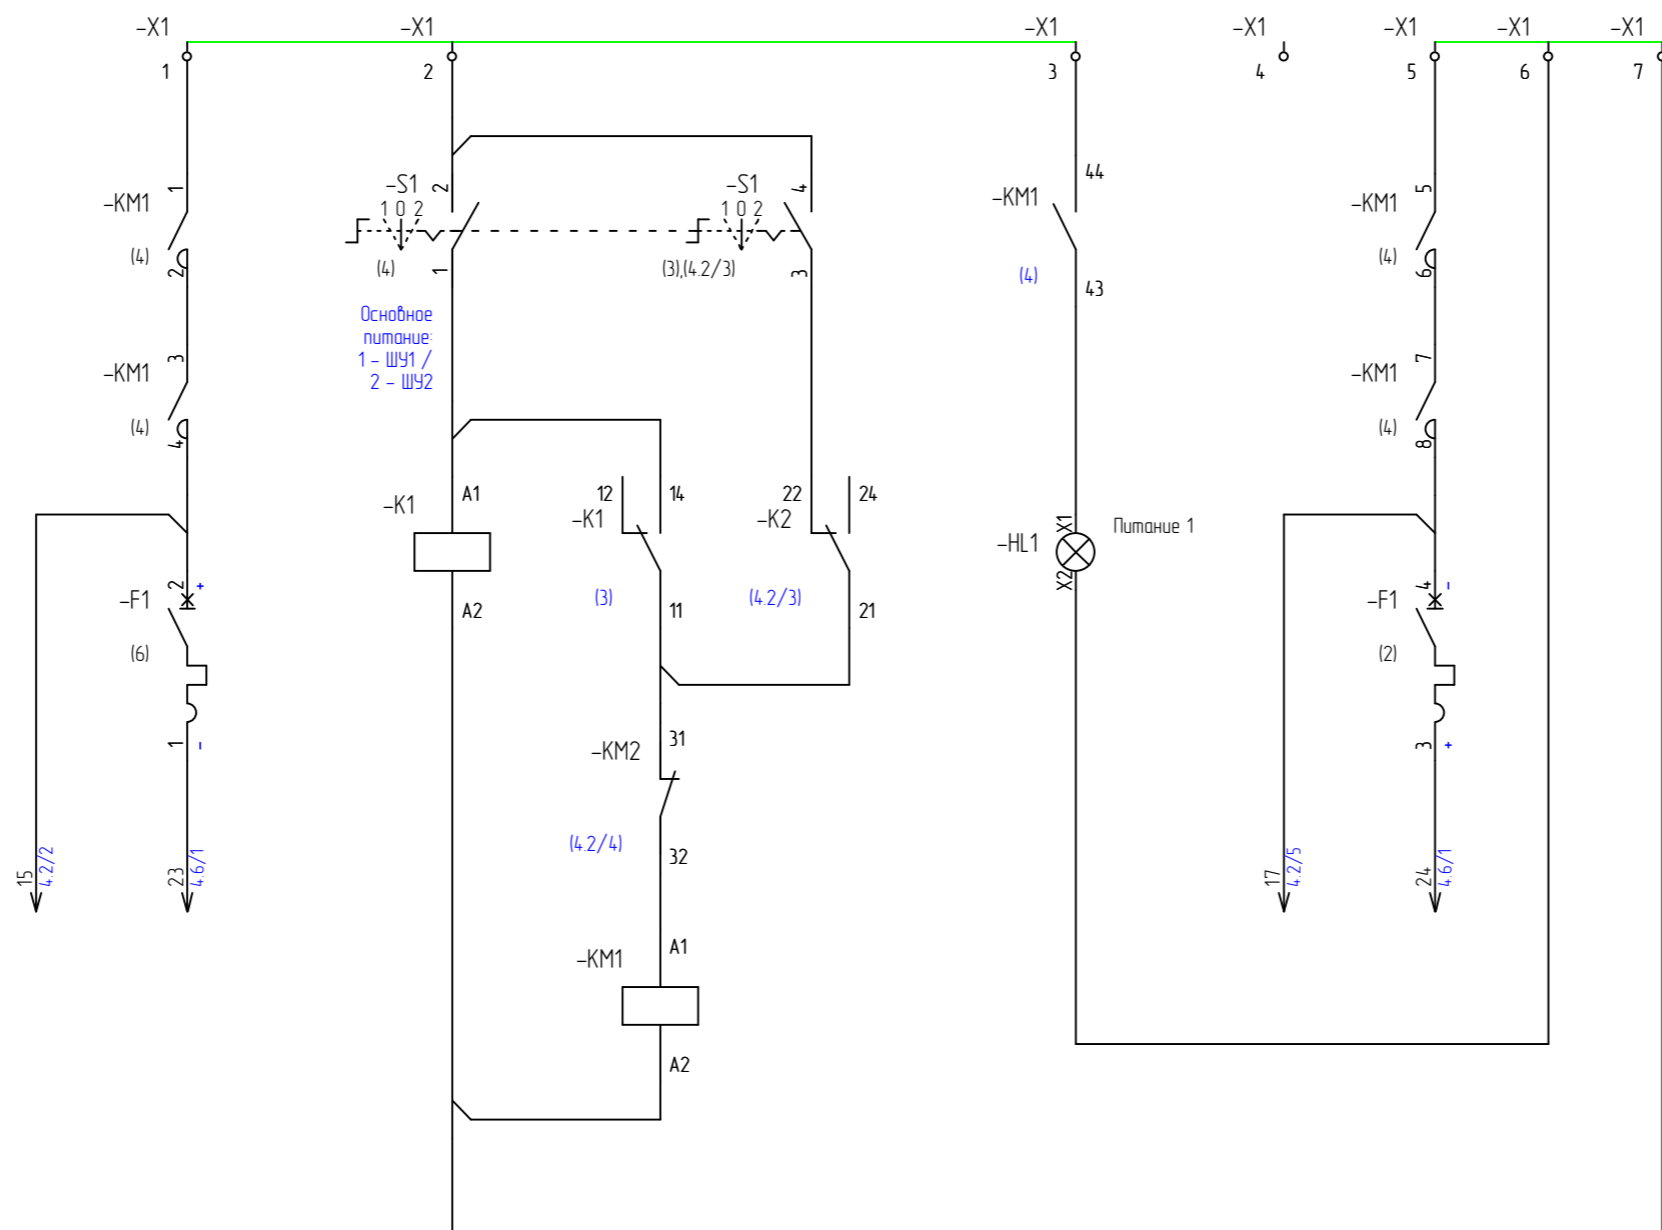 -X1 -X1 -X1 -X1 -X1 -X1 -X1
1 2 3 4 5 6 7
1 -S1 2 -S1 4 44 5
-KM1 1 0 2 1 0 2 -KM1 -KM1
(4) 2 (4) 1 (3),(4.2/3) 3 (4) 43 (4) 6
Основное
питание:
1 - ШУ1 /
2 - ШУ2
3 7
-KM1 -KM1
(4) 4 (4) 8
-K1 A1 12 14 22 24
-K1 -K2
-HL1 X1 Питание 1
X2
A2 (3) 11 (4.2/3) 21
2 + 4 -
-F1 -F1
(6) (2)
1 - 3 +
31
-KM2
(4.2/4) 32
15 4.2/2 23 4.6/1 17 4.2/5 24 4.6/1
A1
-KM1
A2